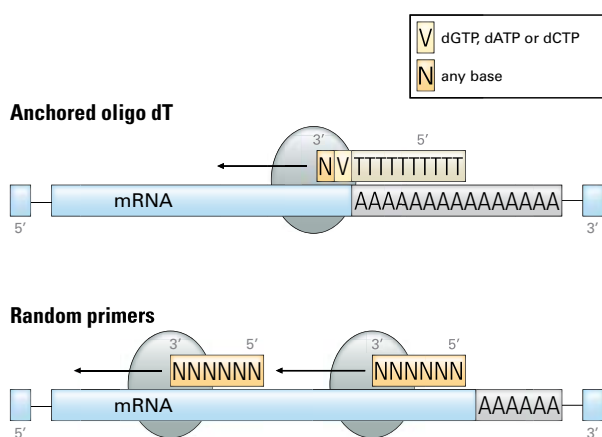 V dGTP, dATP or dCTP
N any base
Anchored oligo dT
3′ 5′
N V TTTTTTTTTT
mRNA AAAAAAAAAAAAAAA
5′ 3′
Random primers
3′ 5′ 3′ 5′
NNNNNN NNNNNN
mRNA AAAAAA
5′ 3′